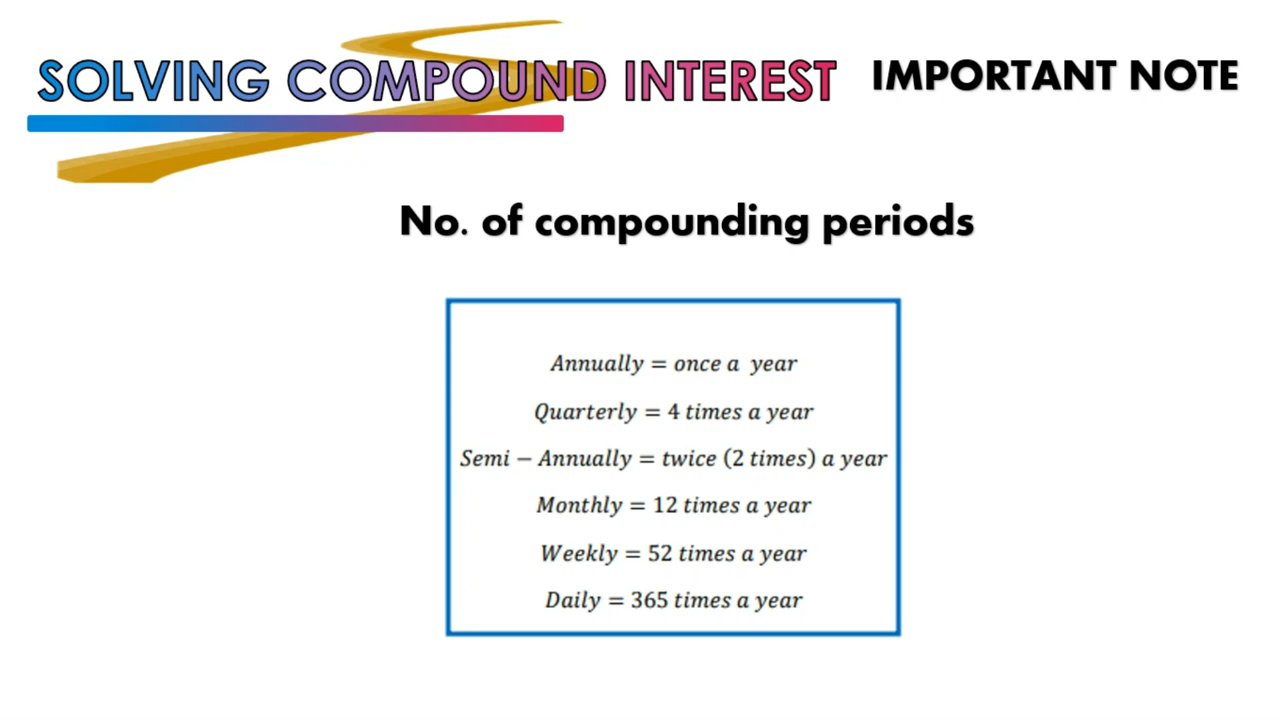 SOLVING COMPOUND INTEREST
IMPORTANT NOTE
No. of compounding periods
Annually = once a year
Quarterly = 4 times a year
Semi − Annually = twice (2 times) a year
Monthly = 12 times a year
Weekly = 52 times a year
Daily = 365 times a year